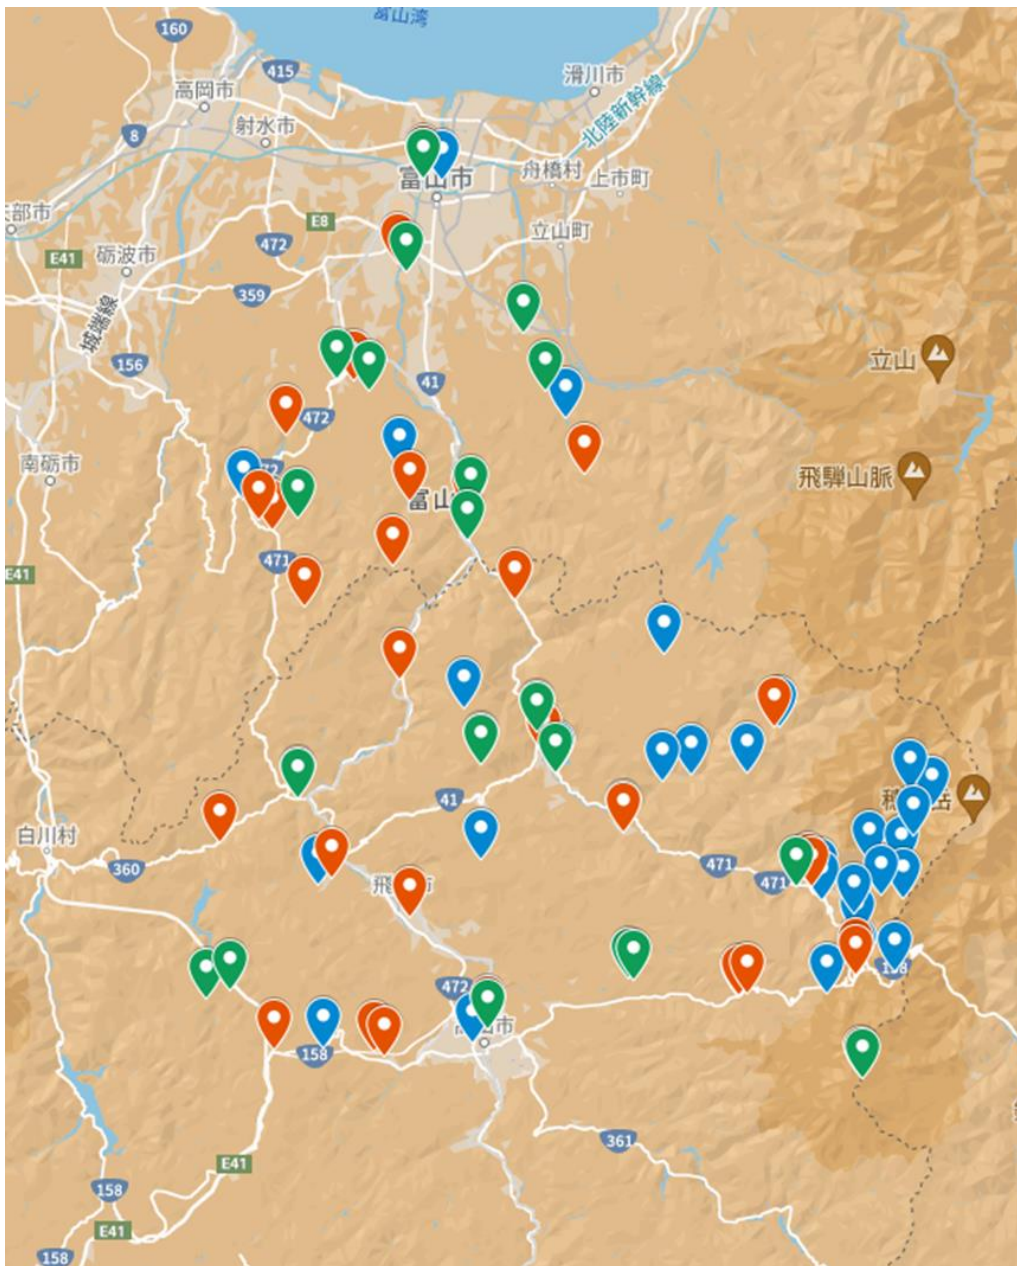 富山湾
160
滑川市
415
高岡市
北陸新幹線
射水市
8
舟橋村
富山市
上市町
部市
E8
立山町
472
E41
砺波市
359
城端線
立山
156
41
472
南砺市
飛騨山脈
富山
471
E41
41
白川村
360
471
471
飛
市
472
158
市
158
361
E41
158
E41
158